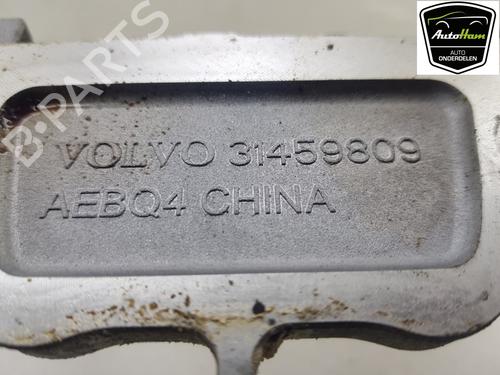 AutoHam
AUTO
ONDERDELEN
B-PARTS
VOLVO 31459809
AEBQ4 CHINA